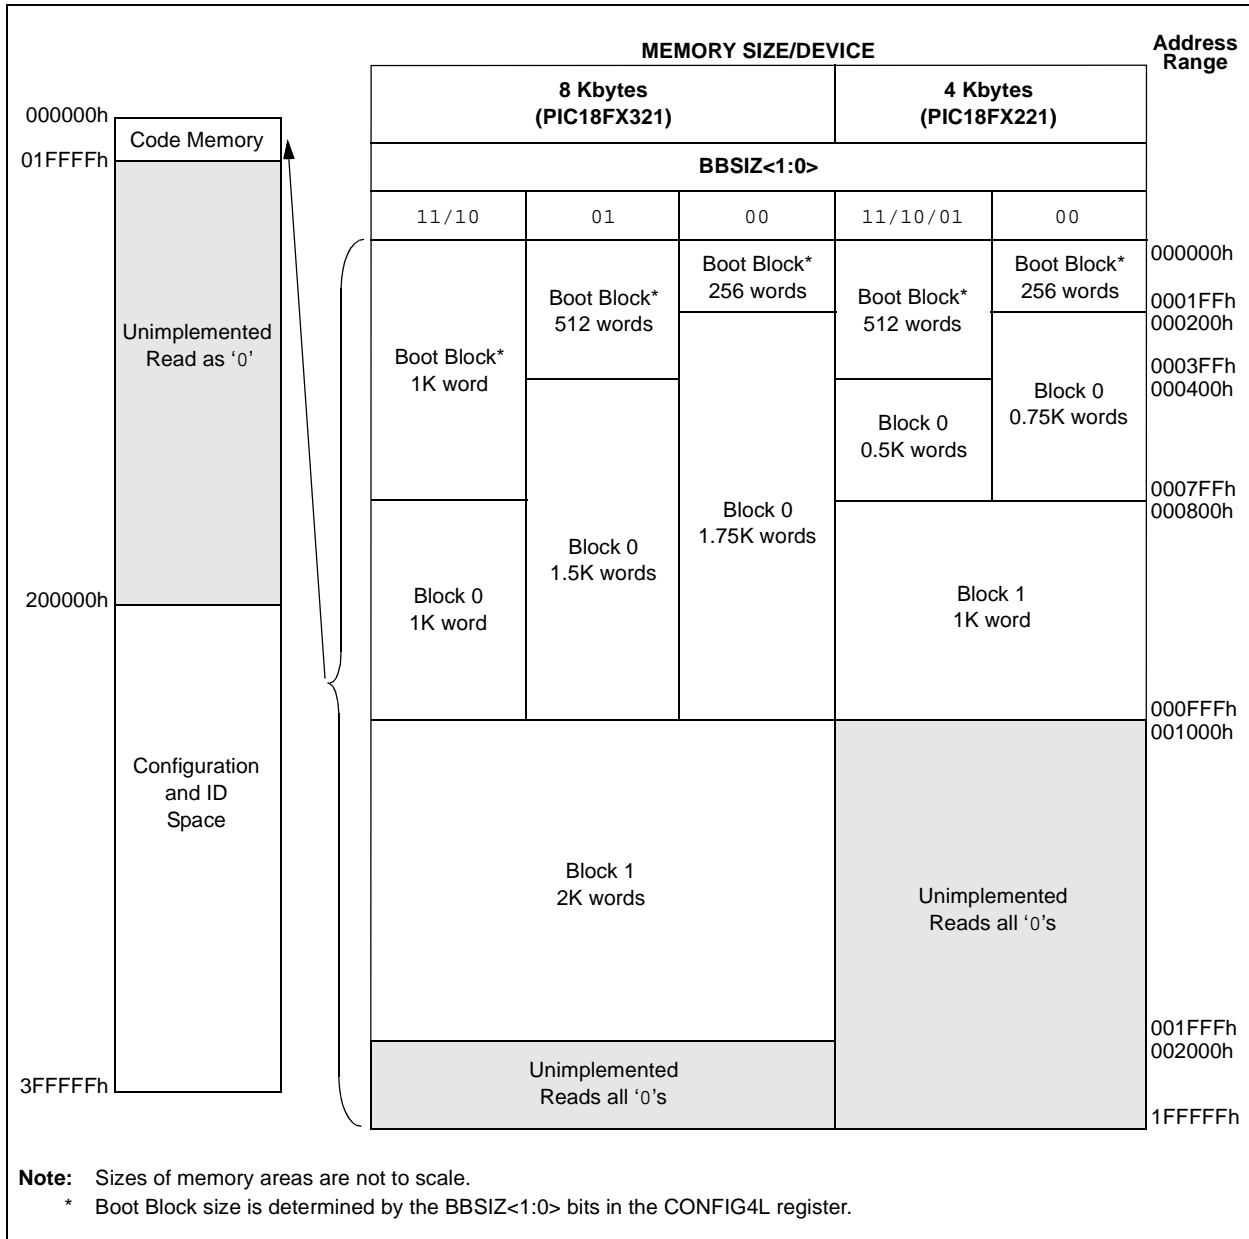 MEMORY SIZE/DEVICE
Address
Range
8 Kbytes
(PIC18FX321)
4 Kbytes
(PIC18FX221)
BBSIZ<1:0>
11/10
01
00
11/10/01
00
000000h
Code Memory
01FFFFh
Unimplemented
Read as ‘0’
200000h
Configuration
and ID
Space
3FFFFFh
Boot Block*
1K word
Block 0
1K word
Boot Block*
512 words
Block 0
1.5K words
Boot Block*
256 words
Block 0
1.75K words
Boot Block*
512 words
Block 0
0.5K words
Boot Block*
256 words
Block 0
0.75K words
Block 1
1K word
Block 1
2K words
Unimplemented
Reads all ‘0’s
Unimplemented
Reads all ‘0’s
000000h
0001FFh
000200h
0003FFh
000400h
0007FFh
000800h
000FFFh
001000h
001FFFh
002000h
1FFFFFh
Note: Sizes of memory areas are not to scale.
* Boot Block size is determined by the BBSIZ<1:0> bits in the CONFIG4L register.